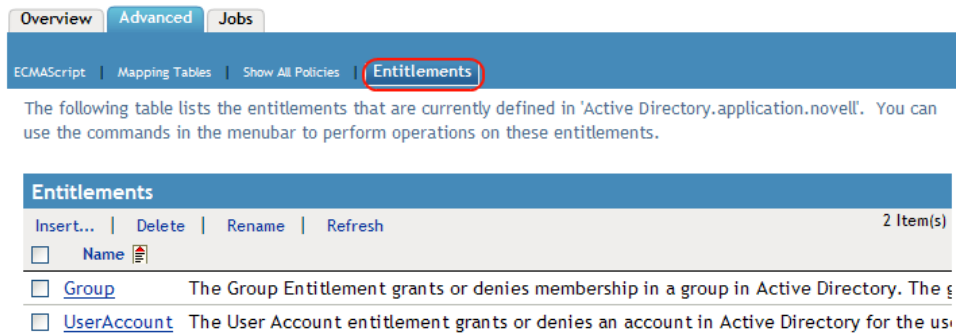 Overview Advanced Jobs
ECMAScript | Mapping Tables | Show All Policies | Entitlements
The following table lists the entitlements that are currently defined in 'Active Directory.application.novell'. You can
use the commands in the menubar to perform operations on these entitlements.
Entitlements
Insert... | Delete | Rename | Refresh 2 Item(s)
Name
Group The Group Entitlement grants or denies membership in a group in Active Directory. The
UserAccount The User Account entitlement grants or denies an account in Active Directory for the